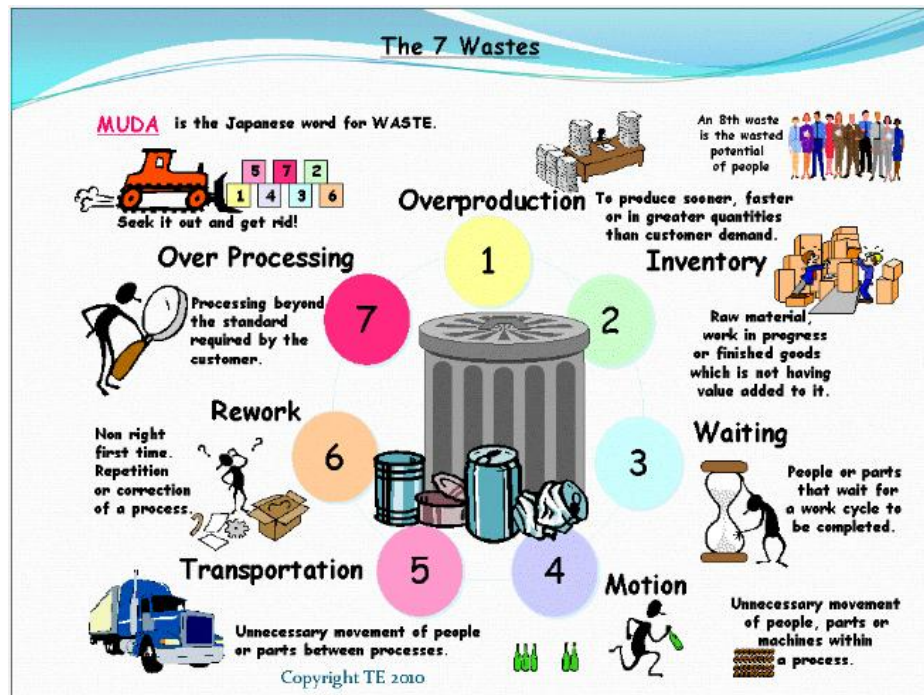 The 7 Wastes
MUDA is the Japanese word for WASTE.
5 7 2
1 4 3 6
Seek it out and get rid!
An 8th waste
is the wasted
potential
of people
Overproduction
To produce sooner, faster
or in greater quantities
than customer demand.
1
Inventory
2
Raw material,
work in progress
or finished goods
which is not having
value added to it.
Waiting
3
People or parts
that wait for
a work cycle to
be completed.
Motion
4
Unnecessary movement
of people, parts or
machines within
a process.
Transportation
5
Unnecessary movement of people
or parts between processes.
Rework
6
Non right
first time.
Repetition
or correction
of a process.
Over Processing
7
Processing beyond
the standard
required by the
customer.
Copyright TE 2010